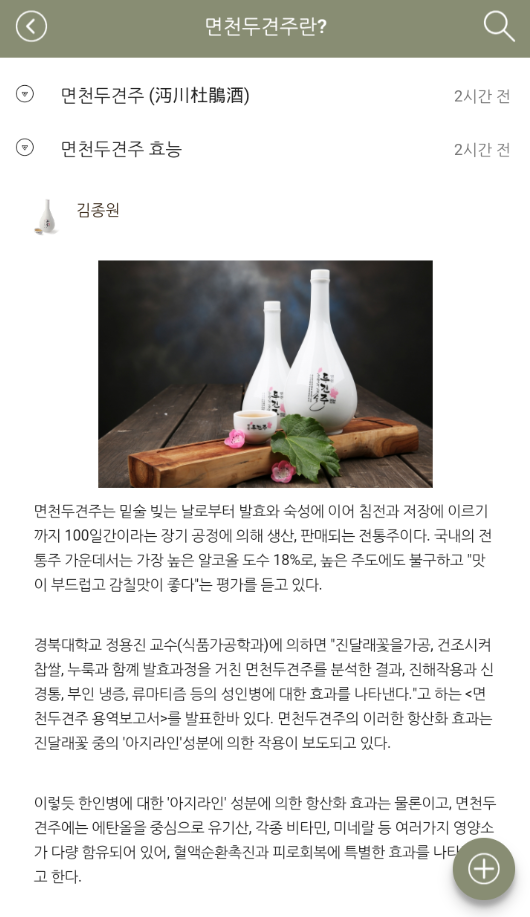 면천두견주란?
면천두견주 (沔川杜鵑酒) 2시간 전
면천두견주 효능 2시간 전
김종원
두견주
두견주
두견주
면천두견주는 밑술 빚는 날로부터 발효와 숙성에 이어 침전과 저장에 이르기
까지 100일간이라는 장기 공정에 의해 생산, 판매되는 전통주이다. 국내의 전
통주 가운데서는 가장 높은 알코올 도수 18%로, 높은 주도에도 불구하고 "맛
이 부드럽고 감칠맛이 좋다"는 평가를 듣고 있다.
경북대학교 정용진 교수(식품가공학과)에 의하면 "진달래꽃을가공, 건조시켜
찹쌀, 누룩과 함께 발효과정을 거친 면천두견주를 분석한 결과, 진해작용과 신
경통, 부인 냉증, 류마티즘 등의 성인병에 대한 효과를 나타낸다."고 하는 <면
천두견주 용역보고서>를 발표한바 있다. 면천두견주의 이러한 항산화 효과는
진달래꽃 중의 '아지라인'성분에 의한 작용이 보도되고 있다.
이렇듯 한인병에 대한 '아지라인' 성분에 의한 항산화 효과는 물론이고, 면천두
견주에는 에탄올을 중심으로 유기산, 각종 비타민, 미네랄 등 여러가지 영양소
가 다량 함유되어 있어, 혈액순환촉진과 피로회복에 특별한 효과를
고 한다.